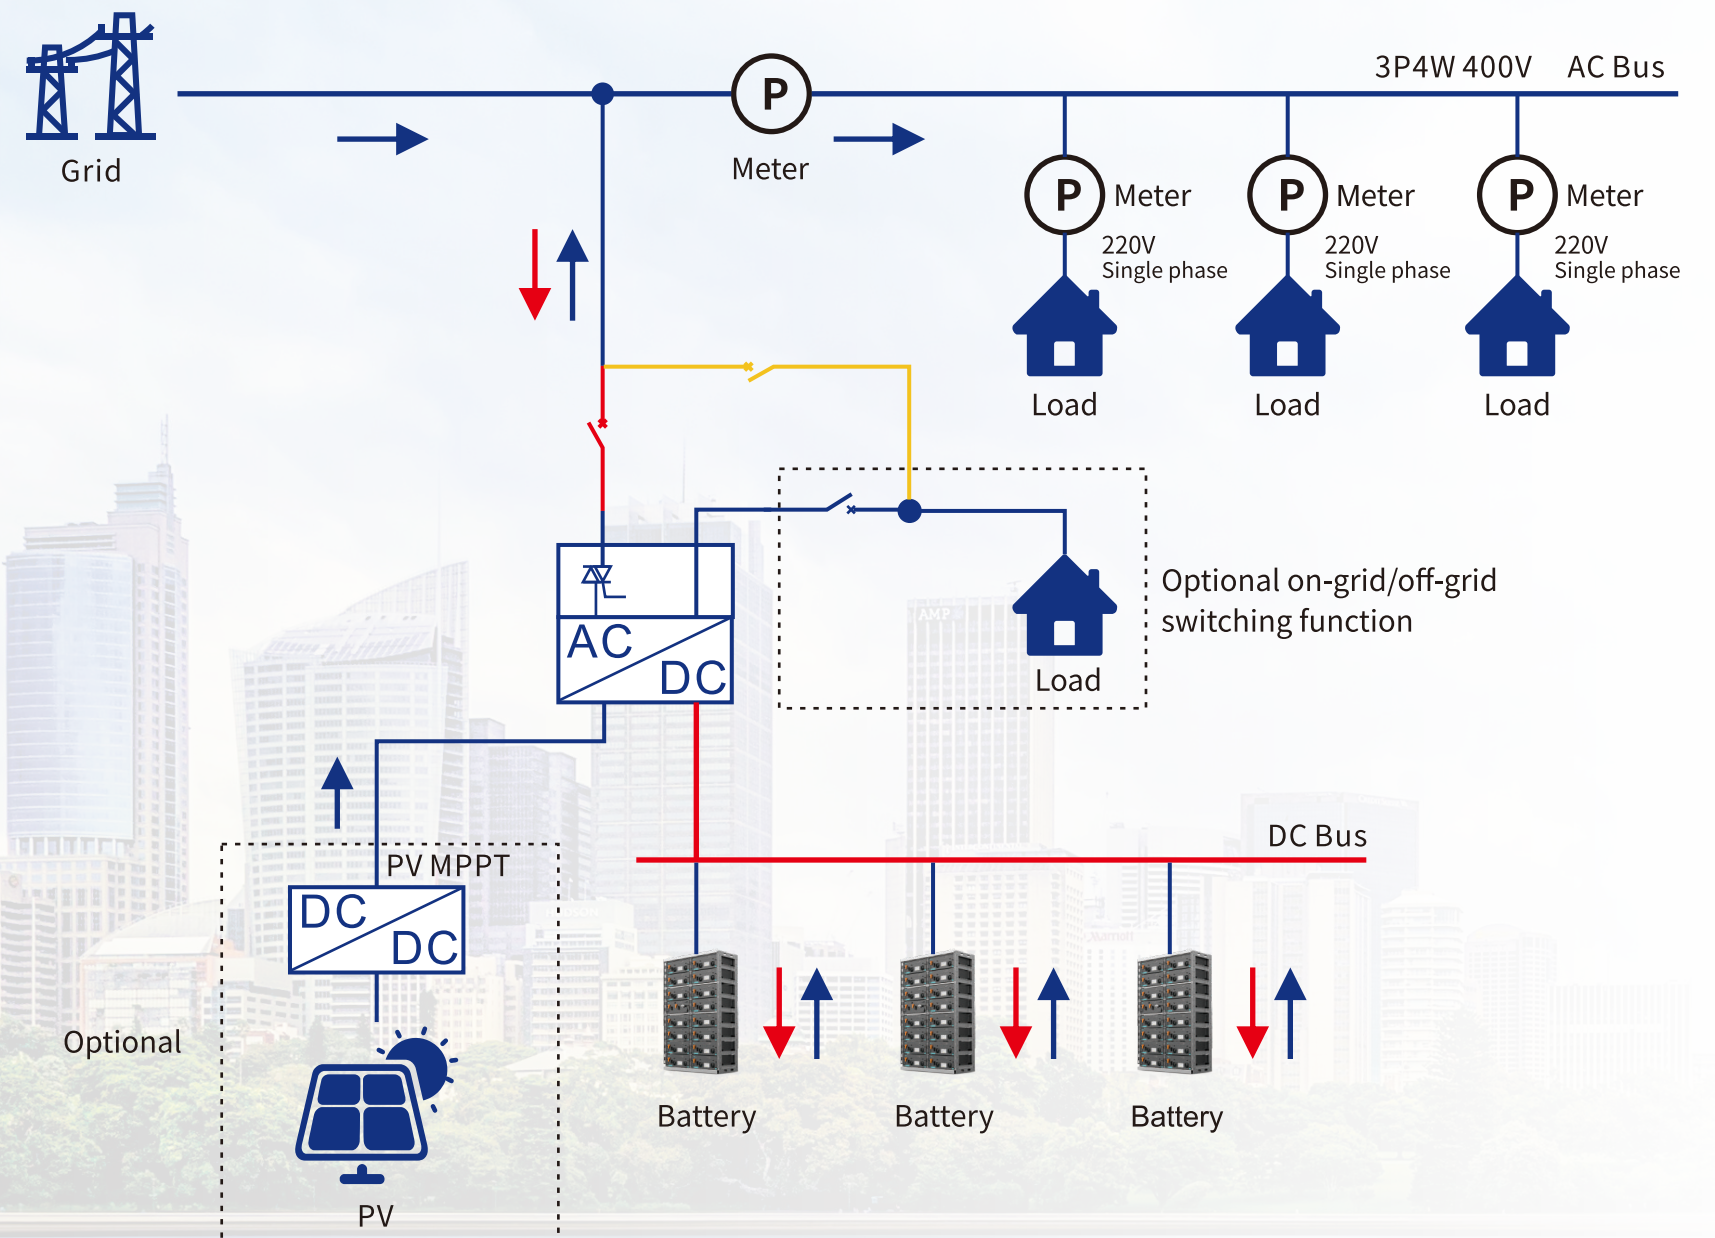 3P4W 400V AC Bus
P
Grid
Meter
P Meter
P Meter
P Meter
220V
Single phase
220V
Single phase
220V
Single phase
Load
Load
Load
AMP
Optional on-grid/off-grid
switching function
AC
DC
Load
DC Bus
PV MPPT
DC
DC
Marriott
Optional
Battery
Battery
Battery
PV